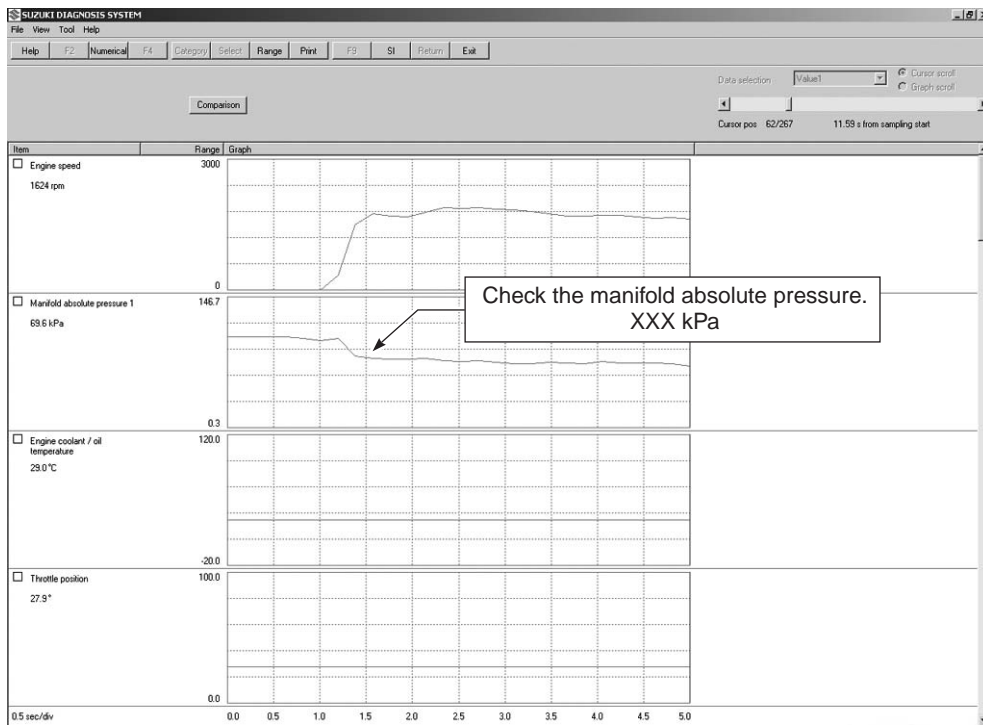 SUZUKI DIAGNOSIS SYSTEM
File View Tool Help
Help F2 Numerical F4 Category Select Range Print F9 SI Return Exit
Data selection Value1 Cursor scroll
Graph scroll
Comparison
Cursor pos 62/267 11.59 s from sampling start
Item Range Graph
Engine speed 3000
1624 rpm
0
Manifold absolute pressure 1 146.7
69.6 kPa
Check the manifold absolute pressure.
XXX kPa
0.3
Engine coolant / oil temperature 120.0
29.0°C
-20.0
Throttle position 100.0
27.9°
0.0
0.5 sec/div 0.0 0.5 1.0 1.5 2.0 2.5 3.0 3.5 4.0 4.5 5.0